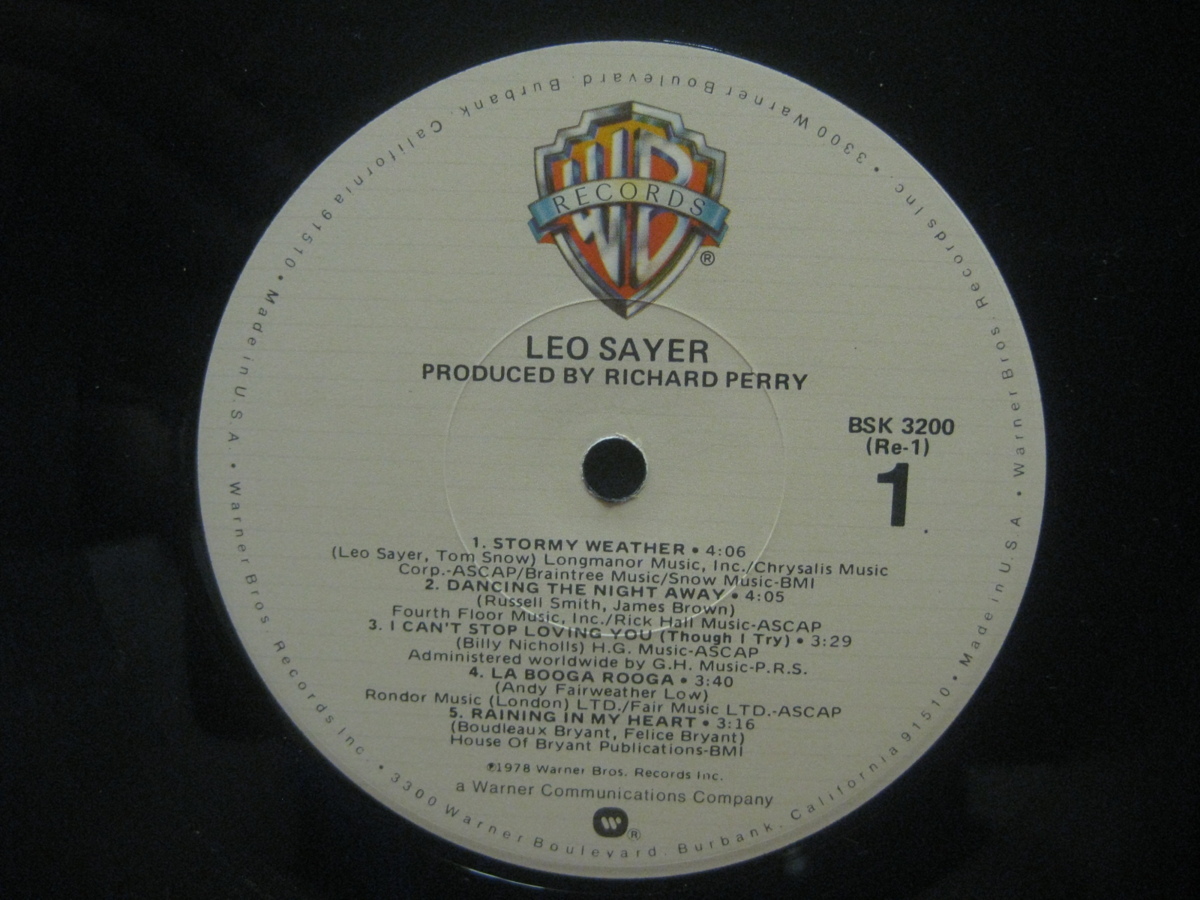 WB
RECORDS
®
LEO SAYER
PRODUCED BY RICHARD PERRY
BSK 3200
(Re-1)
1
1. STORMY WEATHER • 4:06
(Leo Sayer, Tom Snow) Longmanor Music, Inc./Chrysalis Music
Corp.-ASCAP/Braintree Music/Snow Music-BMI
2. DANCING THE NIGHT AWAY • 4:05
(Russell Smith, James Brown)
Fourth Floor Music, Inc./Rick Hall Music-ASCAP
3. I CAN'T STOP LOVING YOU (Though I Try) • 3:29
(Billy Nicholls) H.G. Music-ASCAP
Administered worldwide by G.H. Music-P.R.S.
4. LA BOOGA ROOGA • 3:40
(Andy Fairweather Low)
Rondor Music (London) LTD./Fair Music LTD.-ASCAP
5. RAINING IN MY HEART • 3:16
(Boudleaux Bryant, Felice Bryant)
House Of Bryant Publications-BMI
℗1978 Warner Bros. Records Inc.
a Warner Communications Company
®
Warner Bros. Records Inc. • 3300 Warner Boulevard. Burbank. California 91510 • Made in U.S.A. • Warner Bros. Records Inc. • 3300 Warner Boulevard. Burbank. California 91510 • Made in U.S.A. •